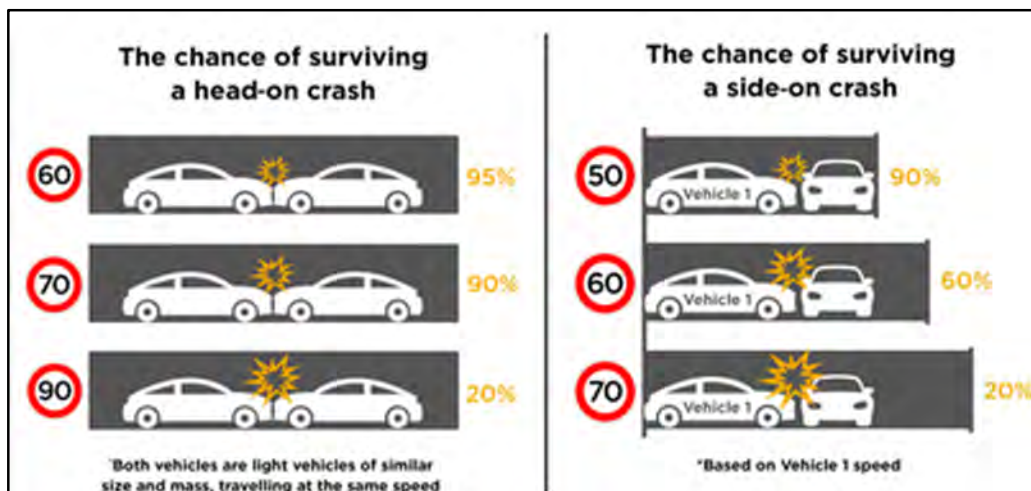 The chance of surviving
a head-on crash
60
95%
70
90%
90
20%
*Both vehicles are light vehicles of similar
size and mass, travelling at the same speed
The chance of surviving
a side-on crash
50
Vehicle 1
90%
60
Vehicle 1
60%
70
Vehicle 1
20%
*Based on Vehicle 1 speed